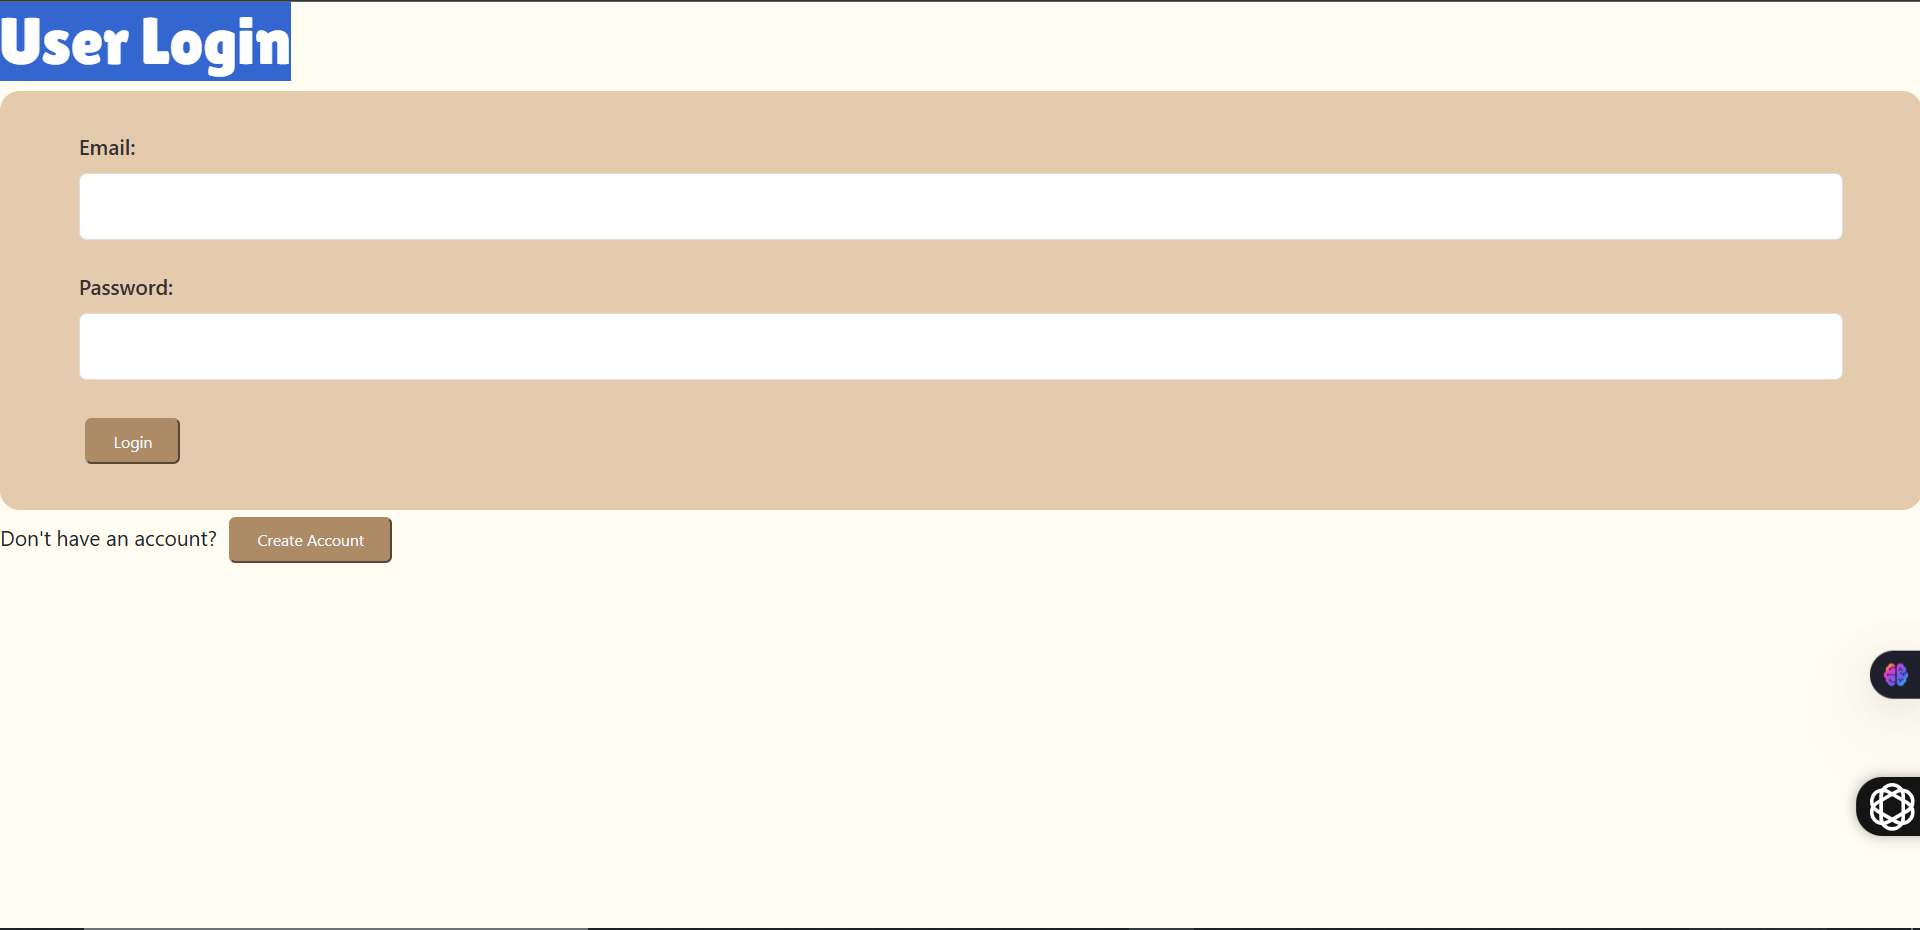 User Login
Email:
Password:
Login
Don't have an account? Create Account